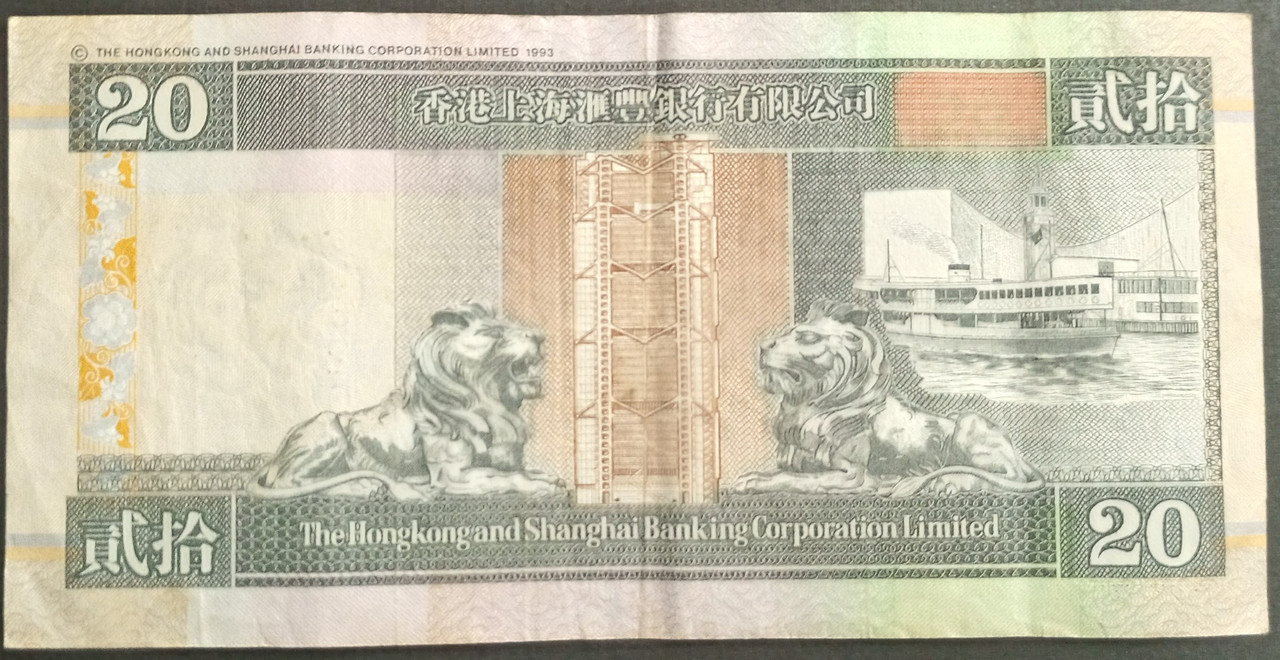 © THE HONGKONG AND SHANGHAI BANKING CORPORATION LIMITED 1993
20 香港上海滙豐銀行有限公司 貳拾
貳拾 The Hongkong and Shanghai Banking Corporation Limited 20